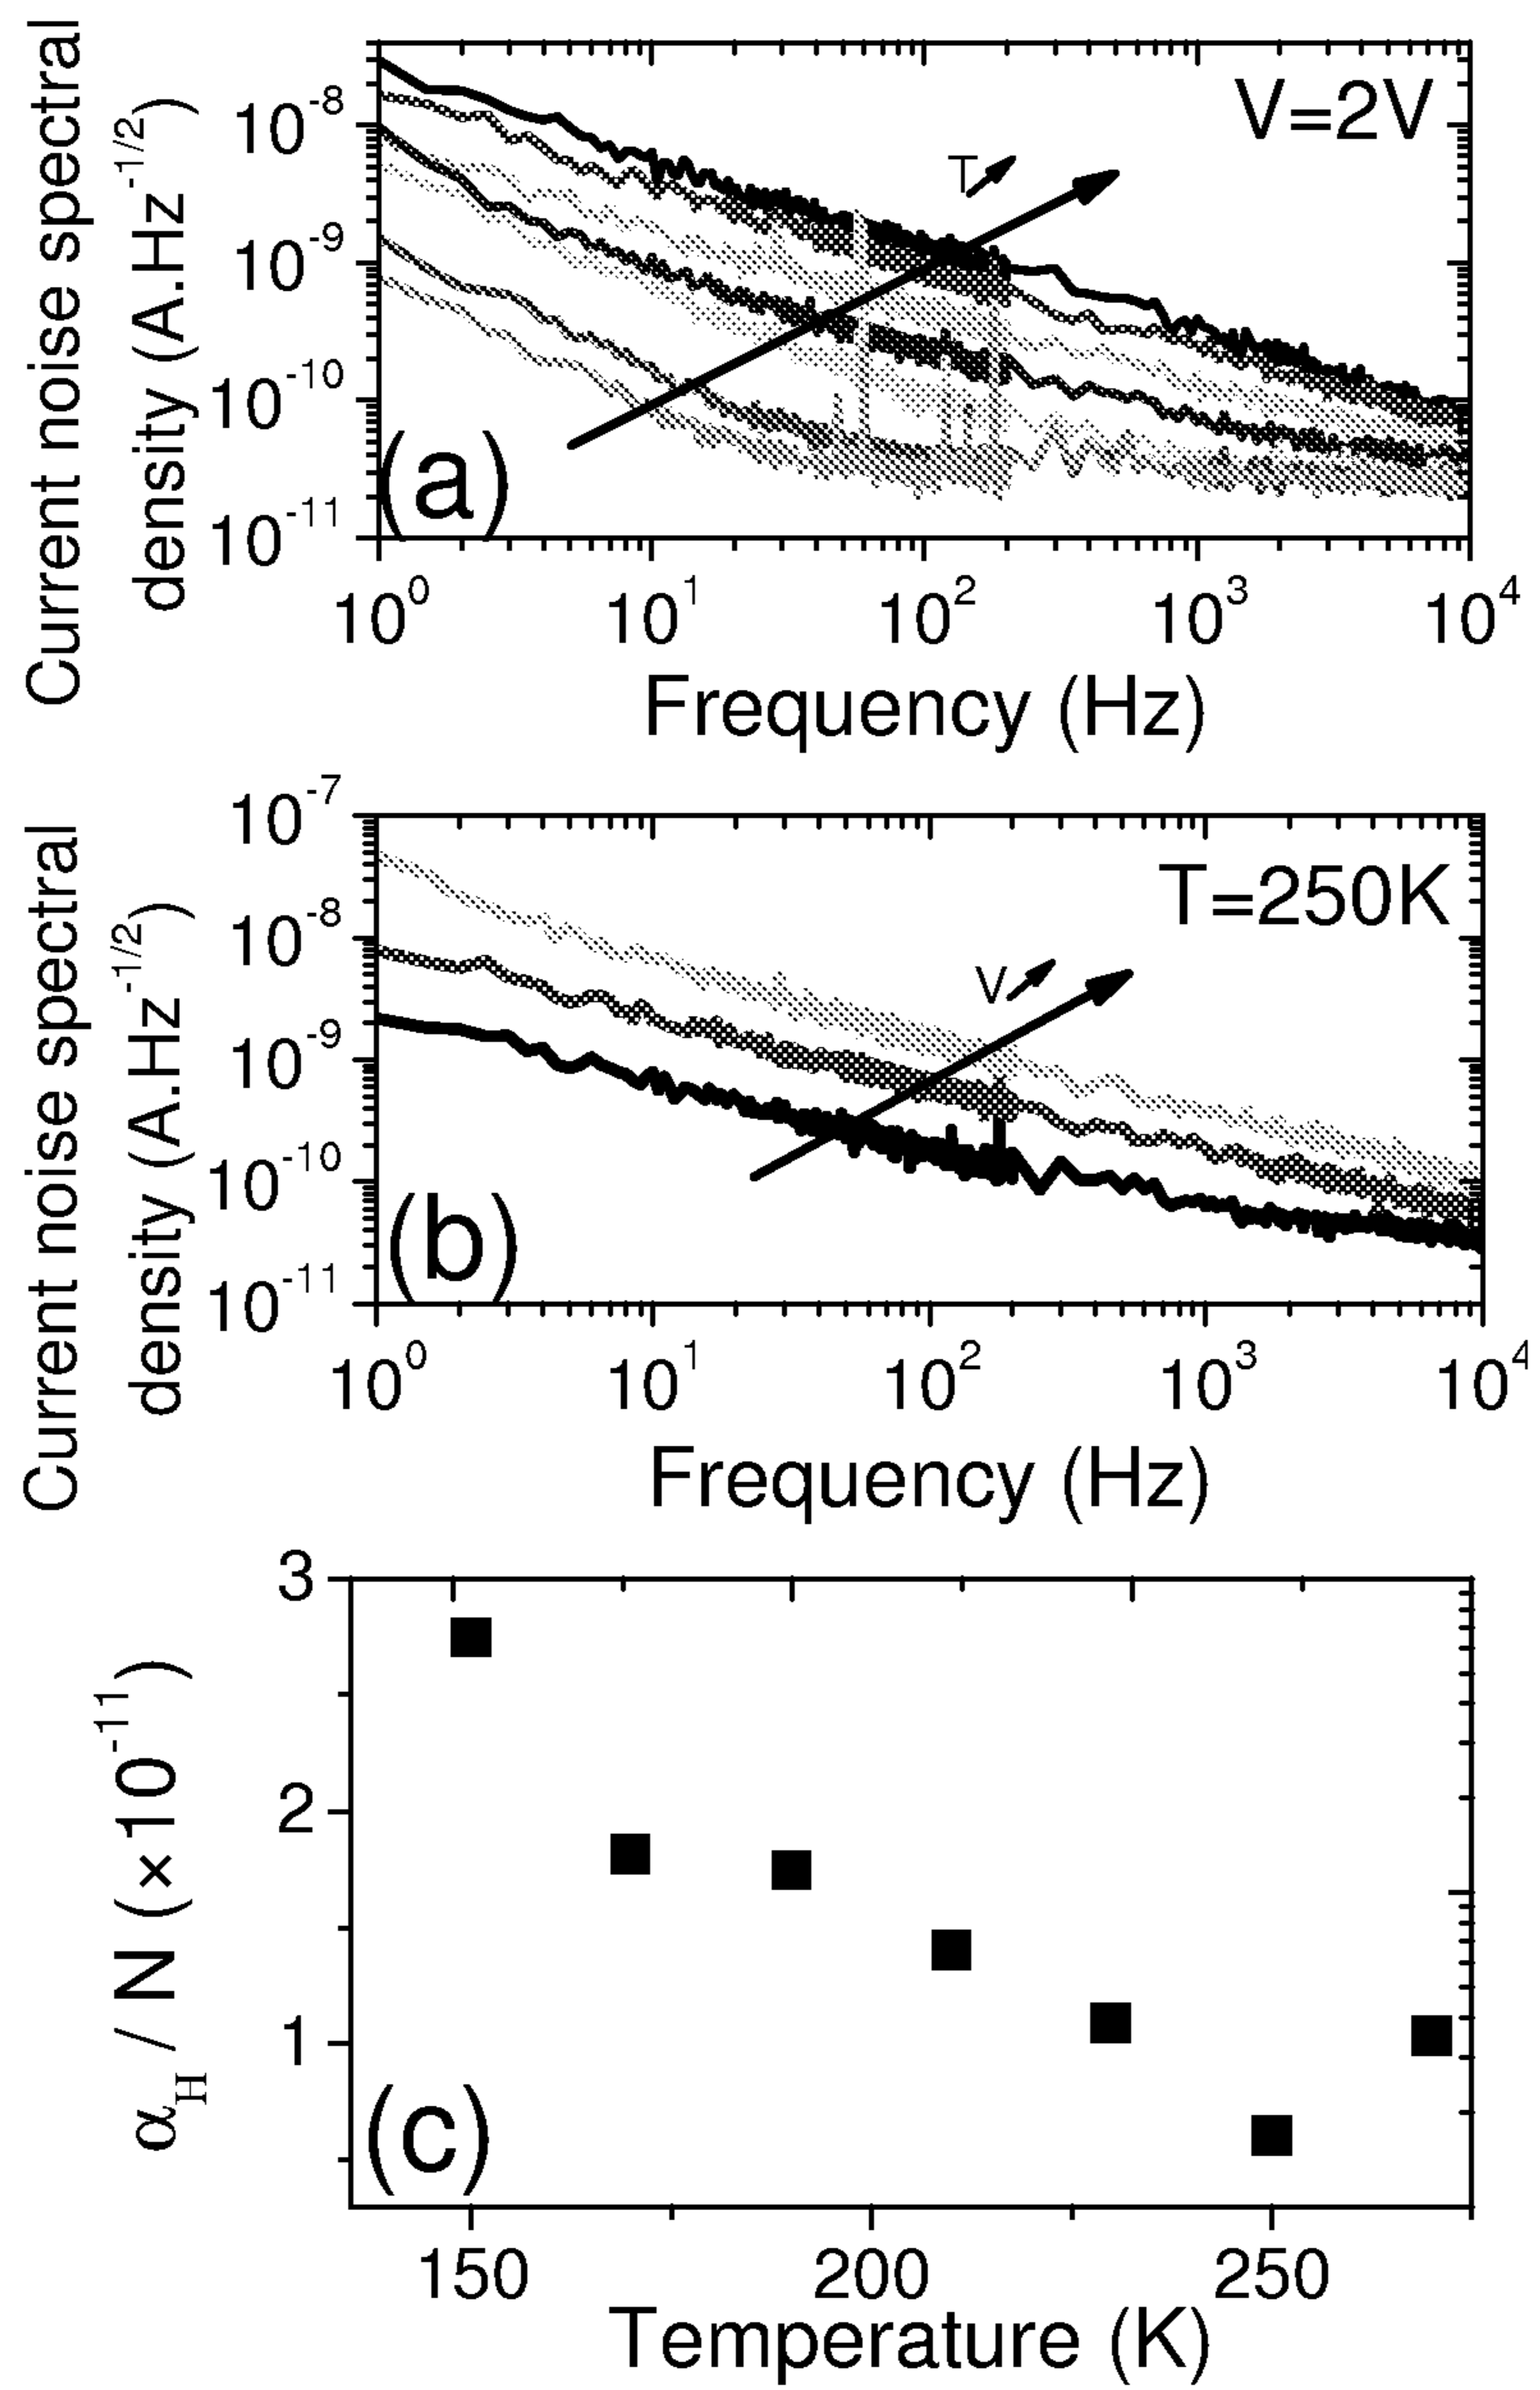 Current noise spectral
density (A.Hz^-1/2)
10^-8
10^-9
10^-10
10^-11
V=2V
T
(a)
10^0 10^1 10^2 10^3 10^4
Frequency (Hz)
Current noise spectral
density (A.Hz^-1/2)
10^-7
10^-8
10^-9
10^-10
10^-11
T=250K
V
(b)
10^0 10^1 10^2 10^3 10^4
Frequency (Hz)
α_H / N (×10^-11)
3
2
1
(c)
150 200 250
Temperature (K)